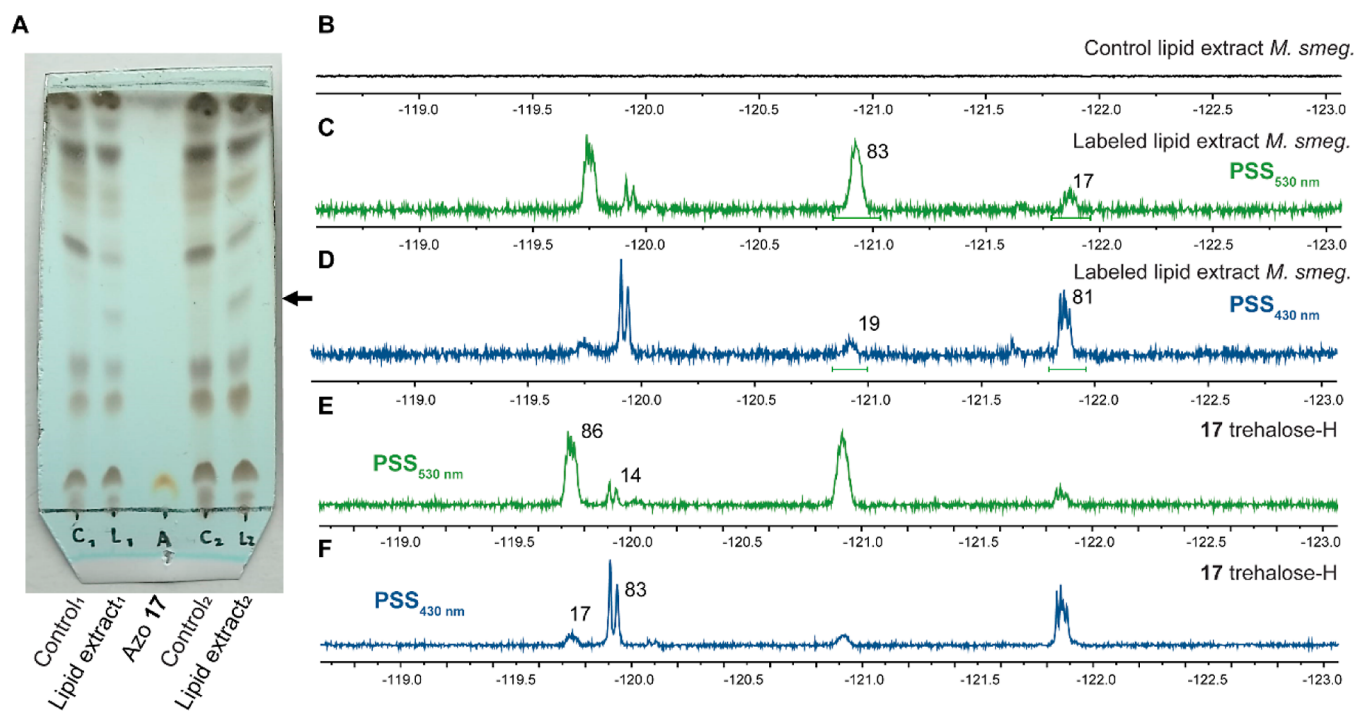 A
C₁ L₁ A C₂ L₂
Control₁
Lipid extract₁
Azo 17
Control₂
Lipid extract₂
B
Control lipid extract M. smeg.
-119.0 -119.5 -120.0 -120.5 -121.0 -121.5 -122.0 -122.5 -123.0
C
Labeled lipid extract M. smeg.
83
17
PSS530 nm
-119.0 -119.5 -120.0 -120.5 -121.0 -121.5 -122.0 -122.5 -123.0
D
Labeled lipid extract M. smeg.
19
81
PSS430 nm
-119.0 -119.5 -120.0 -120.5 -121.0 -121.5 -122.0 -122.5 -123.0
E
17 trehalose-H
PSS530 nm
86
14
-119.0 -119.5 -120.0 -120.5 -121.0 -121.5 -122.0 -122.5 -123.0
F
17 trehalose-H
PSS430 nm
17
83
-119.0 -119.5 -120.0 -120.5 -121.0 -121.5 -122.0 -122.5 -123.0